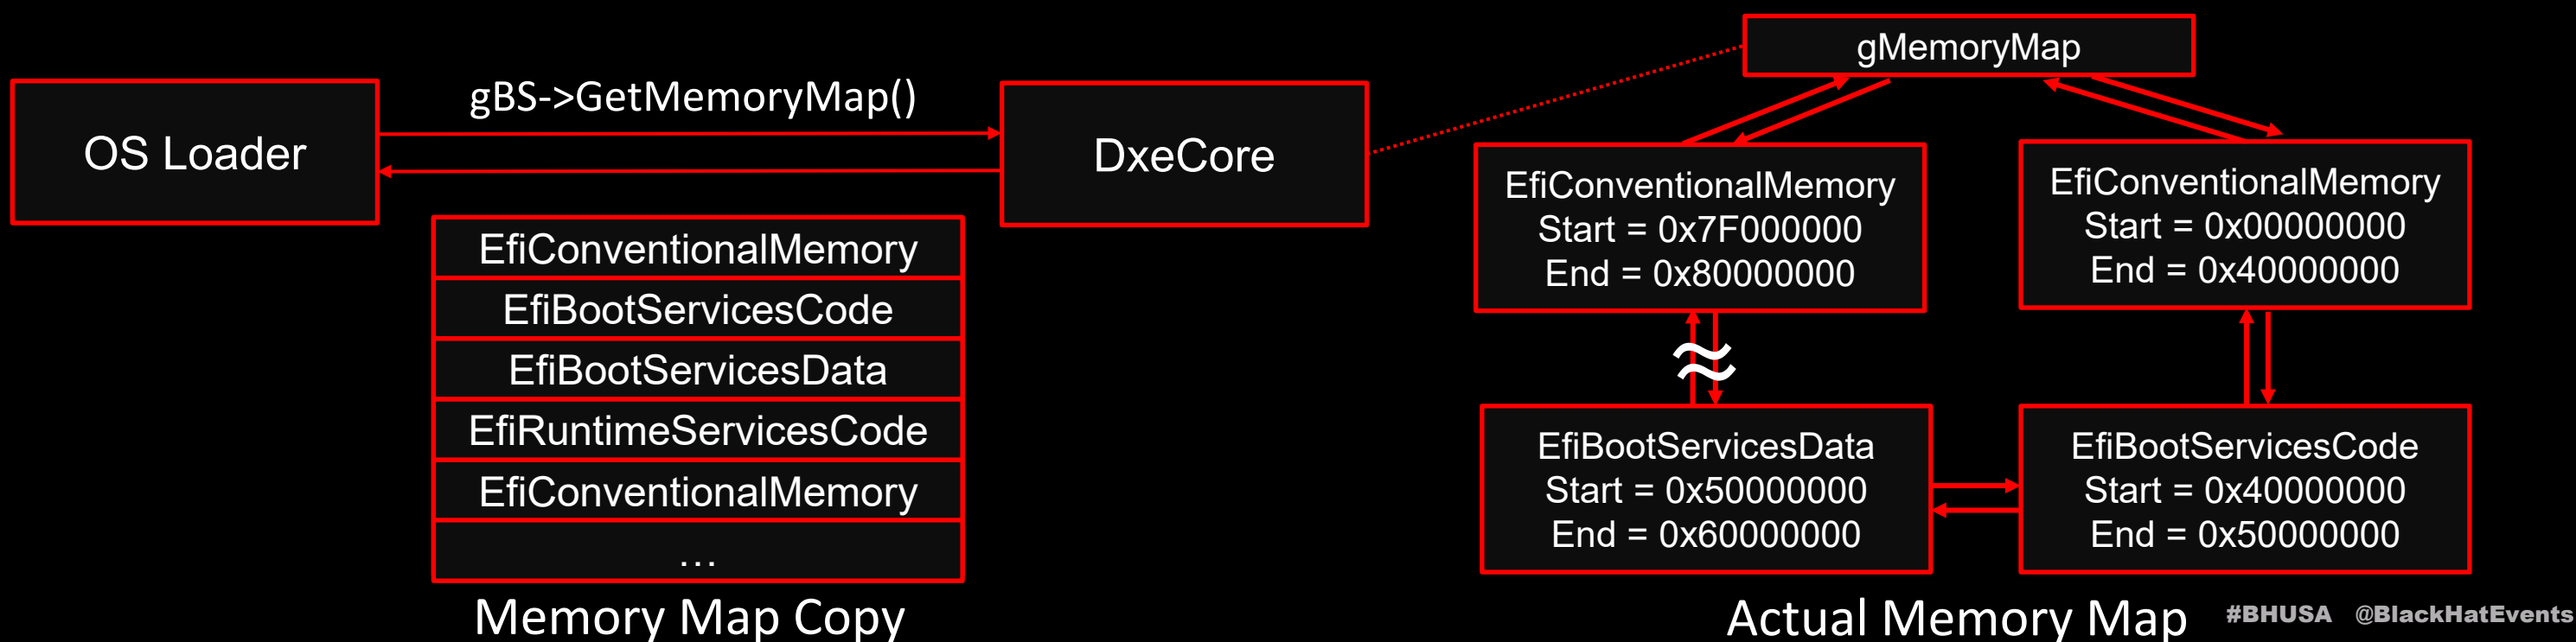 OS Loader
gBS->GetMemoryMap()
DxeCore
EfiConventionalMemory
EfiBootServicesCode
EfiBootServicesData
EfiRuntimeServicesCode
EfiConventionalMemory
...
Memory Map Copy
gMemoryMap
EfiConventionalMemory
Start = 0x7F000000
End = 0x80000000
EfiConventionalMemory
Start = 0x00000000
End = 0x40000000
EfiBootServicesData
Start = 0x50000000
End = 0x60000000
EfiBootServicesCode
Start = 0x40000000
End = 0x50000000
Actual Memory Map
#BHUSA @BlackHatEvents